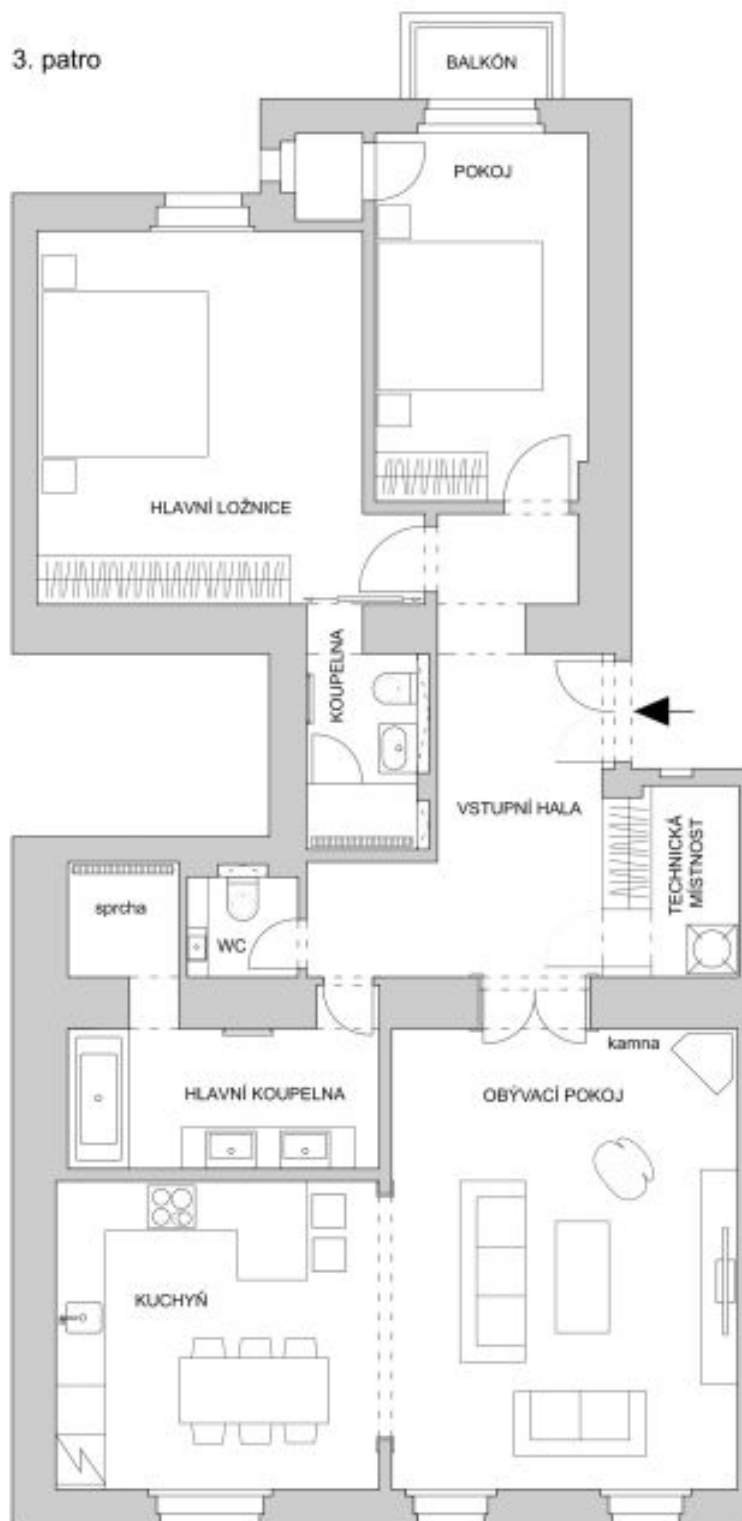 3. patro
BALKÓN
POKOJ
HLAVNÍ LOŽNICE
KOUPELNA
VSTUPNÍ HALA
TECHNICKÁ
MÍSTNOST
sprcha
WC
kamna
HLAVNÍ KOUPELNA
OBÝVACÍ POKOJ
KUCHYŇ